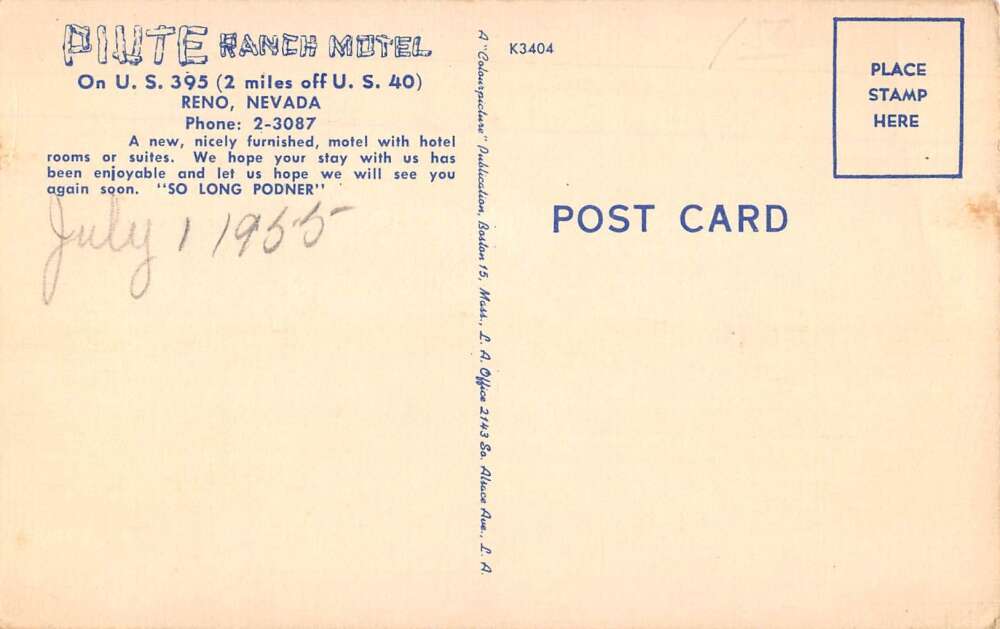 PIUTE RANCH MOTEL
On U. S. 395 (2 miles off U. S. 40)
RENO, NEVADA
Phone: 2-3087
A new, nicely furnished, motel with hotel
rooms or suites. We hope your stay with us has
been enjoyable and let us hope we will see you
again soon. "SO LONG PODNER"
July 1 1955
A "Colourpicture" Publication, Boston 15, Mass., L. A. Office 2143 So. Alsace Ave., L. A.
K3404
PLACE
STAMP
HERE
POST CARD